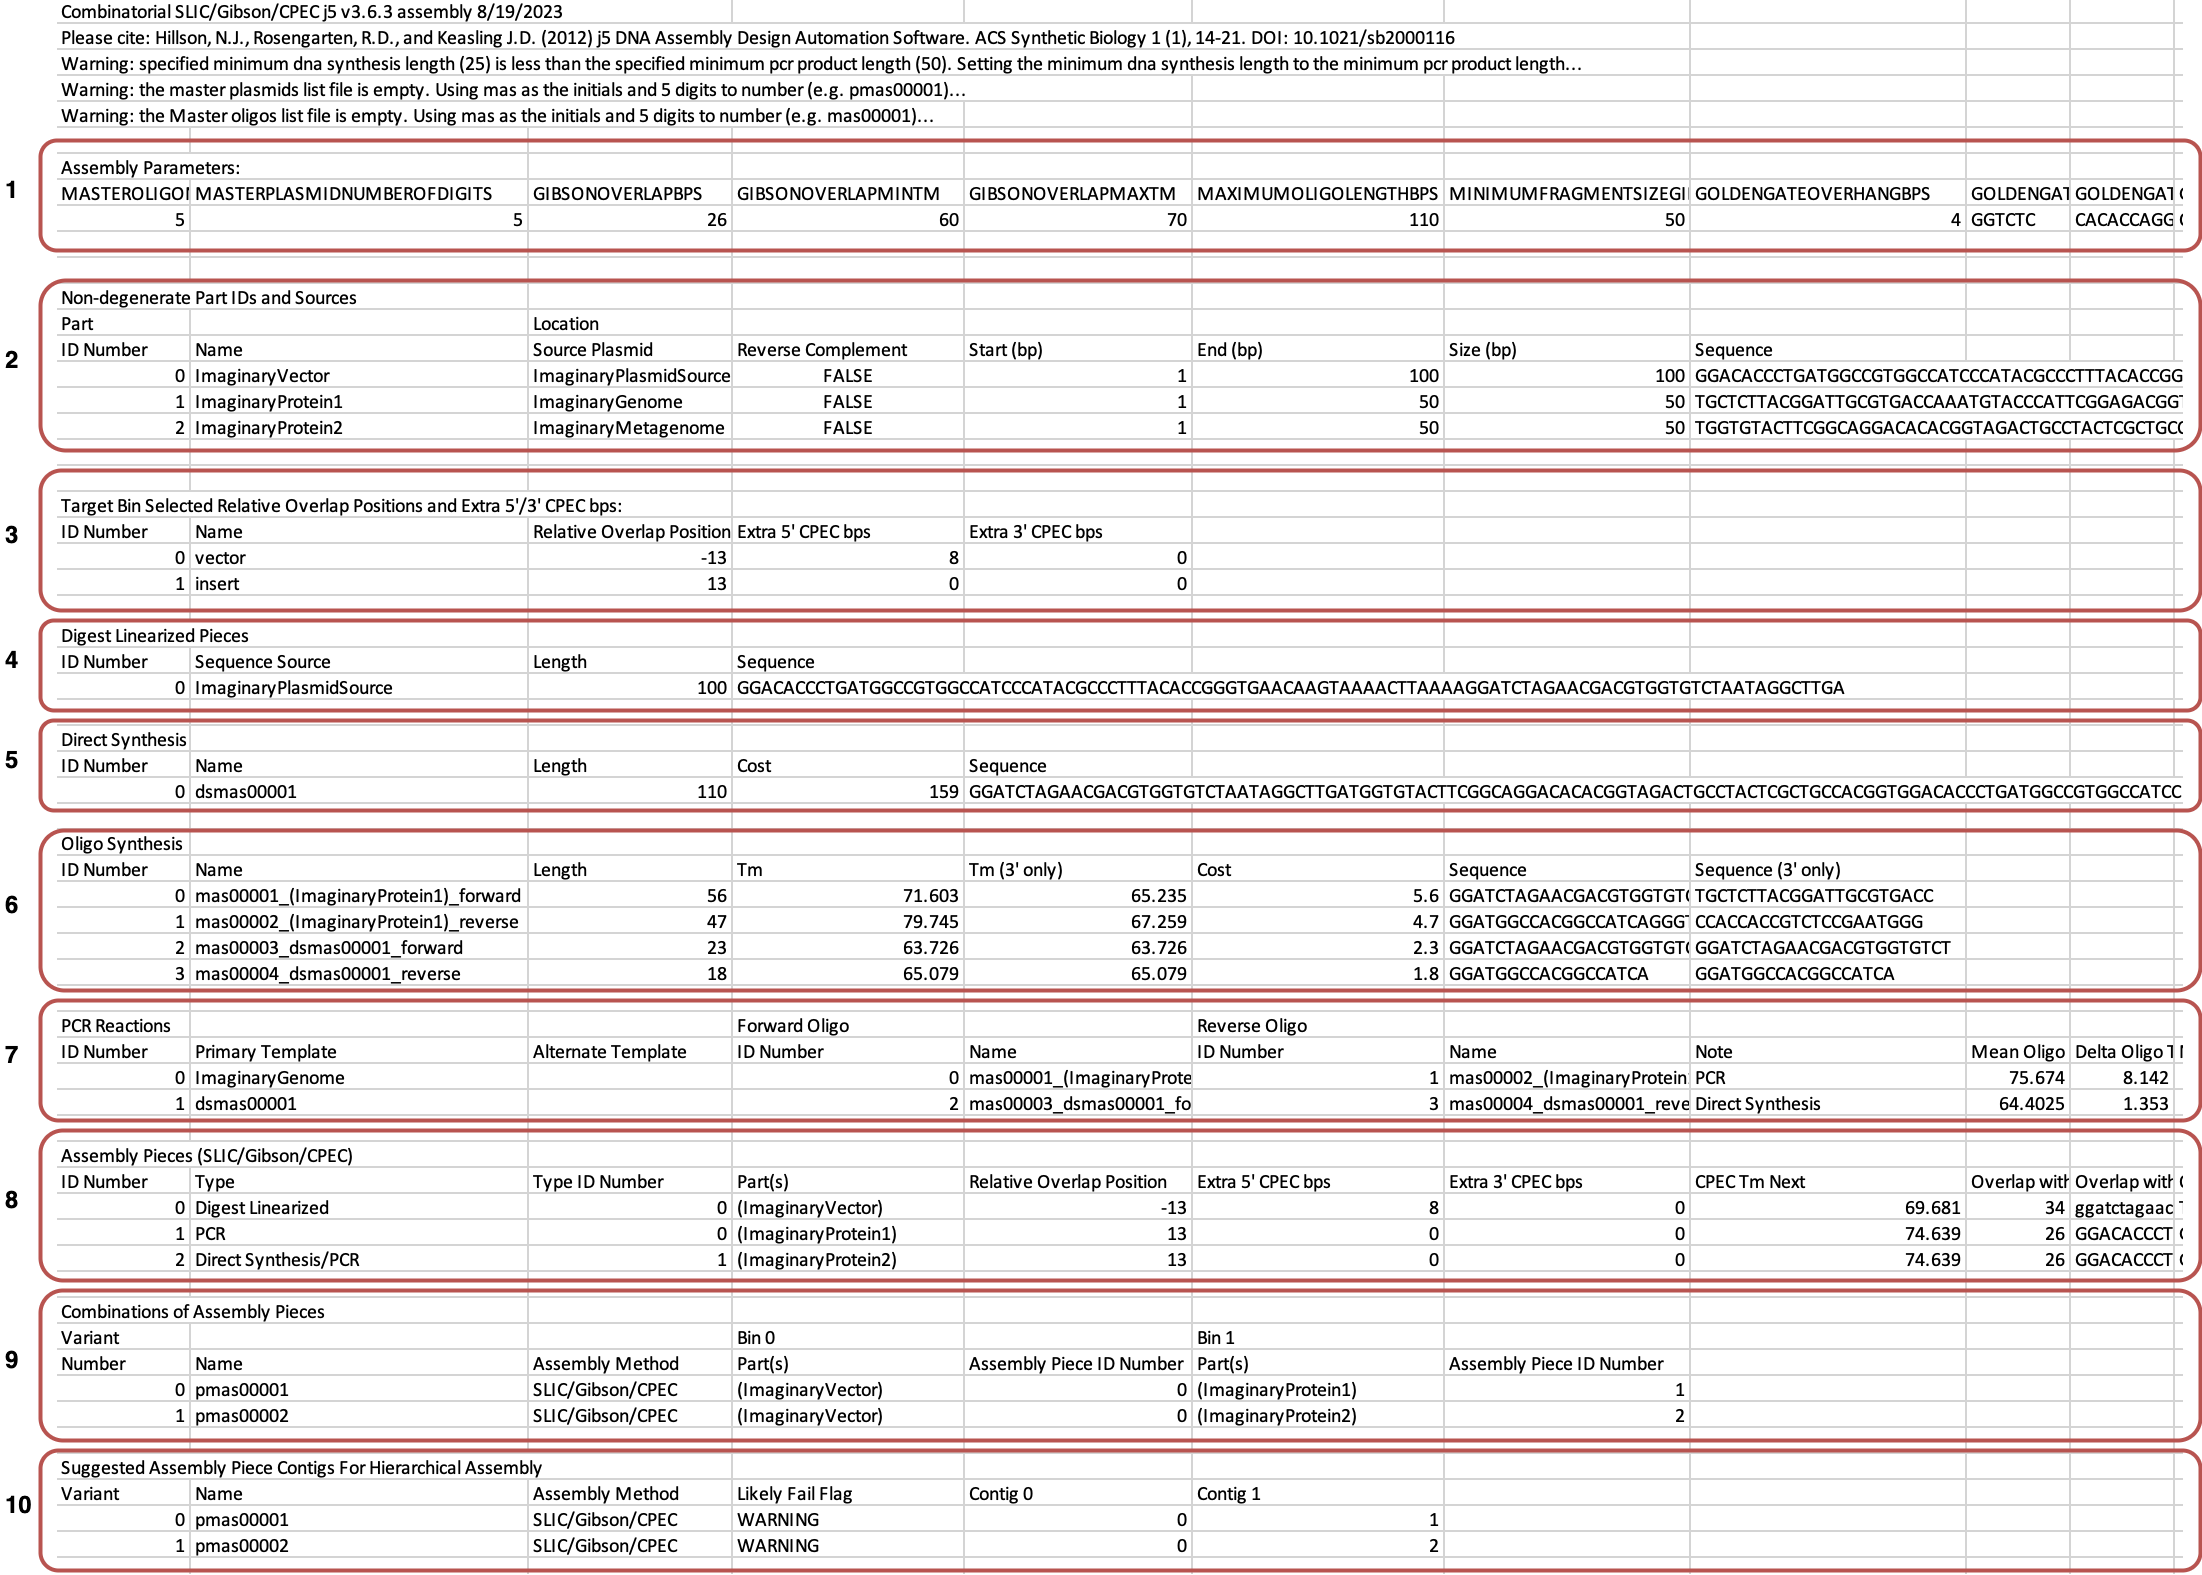 Combinatorial SLIC/Gibson/CPEC j5 v3.6.3 assembly 8/19/2023
Please cite: Hillson, N.J., Rosengarten, R.D., and Keasling J.D. (2012) j5 DNA Assembly Design Automation Software. ACS Synthetic Biology 1 (1), 14-21. DOI: 10.1021/sb2000116
Warning: specified minimum dna synthesis length (25) is less than the specified minimum pcr product length (50). Setting the minimum dna synthesis length to the minimum pcr product length...
Warning: the master plasmids list file is empty. Using mas as the initials and 5 digits to number (e.g. pmas00001)...
Warning: the Master oligos list file is empty. Using mas as the initials and 5 digits to number (e.g. mas00001)...
1
Assembly Parameters:
MASTEROLIGO MASTERPLASMIDNUMBEROFDIGITS GIBSONOVERLAPBPS GIBSONOVERLAPMINTM GIBSONOVERLAPMAXTM MAXIMUMOLIGOLENGTHBPS MINIMUMFRAGMENTSIZEGI GOLDENGATEOVERHANGBPS GOLDENGAT GOLDENGAT
5 5 26 60 70 110 50 4 GGTCTC CACACCAGG
2
Non-degenerate Part IDs and Sources
Part Location
ID Number Name Source Plasmid Reverse Complement Start (bp) End (bp) Size (bp) Sequence
0 ImaginaryVector ImaginaryPlasmidSource FALSE 1 100 100 GGACACCCTGATGGCCGTGGCCATCCCATACGCCCTTTACACCGG
1 ImaginaryProtein1 ImaginaryGenome FALSE 1 50 50 TGCTCTTACGGATTGCGTGACCAAATGTACCCATTCGGAGACGGT
2 ImaginaryProtein2 ImaginaryMetagenome FALSE 1 50 50 TGGTGTACTTCGGCAGGACACACGGTAGACTGCCTACTCGCTGCC
3
Target Bin Selected Relative Overlap Positions and Extra 5'/3' CPEC bps:
ID Number Name Relative Overlap Position Extra 5' CPEC bps Extra 3' CPEC bps
0 vector -13 8 0
1 insert 13 0 0
4
Digest Linearized Pieces
ID Number Sequence Source Length Sequence
0 ImaginaryPlasmidSource 100 GGACACCCTGATGGCCGTGGCCATCCCATACGCCCTTTACACCGGGTGAACAAGTAAAACTTAAAAGGATCTAGAACGACGTGGTGTCTAATAGGCTTGA
5
Direct Synthesis
ID Number Name Length Cost Sequence
0 dsmas00001 110 159 GGATCTAGAACGACGTGGTGTCTAATAGGCTTGATGGTGTACTTCGGCAGGACACACGGTAGACTGCCTACTCGCTGCCACGGTGGACACCCTGATGGCCGTGGCCATCC
6
Oligo Synthesis
ID Number Name Length Tm Tm (3' only) Cost Sequence Sequence (3' only)
0 mas00001_(ImaginaryProtein1)_forward 56 71.603 65.235 5.6 GGATCTAGAACGACGTGGTGTC TGCTCTTACGGATTGCGTGACC
1 mas00002_(ImaginaryProtein1)_reverse 47 79.745 67.259 4.7 GGATGGCCACGGCCATCAGGGT CCACCACCGTCTCCGAATGGG
2 mas00003_dsmas00001_forward 23 63.726 63.726 2.3 GGATCTAGAACGACGTGGTGTC GGATCTAGAACGACGTGGTGTCT
3 mas00004_dsmas00001_reverse 18 65.079 65.079 1.8 GGATGGCCACGGCCATCA GGATGGCCACGGCCATCA
7
PCR Reactions Forward Oligo Reverse Oligo
ID Number Primary Template Alternate Template ID Number Name ID Number Name Note Mean Oligo Delta Oligo T
0 ImaginaryGenome 0 mas00001_(ImaginaryProte 1 mas00002_(ImaginaryProtein PCR 75.674 8.142
1 dsmas00001 2 mas00003_dsmas00001_fo 3 mas00004_dsmas00001_reve Direct Synthesis 64.4025 1.353
8
Assembly Pieces (SLIC/Gibson/CPEC)
ID Number Type Type ID Number Part(s) Relative Overlap Position Extra 5' CPEC bps Extra 3' CPEC bps CPEC Tm Next Overlap with Overlap with
0 Digest Linearized 0 (ImaginaryVector) -13 8 0 69.681 34 ggatctagaac
1 PCR 0 (ImaginaryProtein1) 13 0 0 74.639 26 GGACACCCT
2 Direct Synthesis/PCR 1 (ImaginaryProtein2) 13 0 0 74.639 26 GGACACCCT
9
Combinations of Assembly Pieces
Variant Bin 0 Bin 1
Number Name Assembly Method Part(s) Assembly Piece ID Number Part(s) Assembly Piece ID Number
0 pmas00001 SLIC/Gibson/CPEC (ImaginaryVector) 0 (ImaginaryProtein1) 1
1 pmas00002 SLIC/Gibson/CPEC (ImaginaryVector) 0 (ImaginaryProtein2) 2
10
Suggested Assembly Piece Contigs For Hierarchical Assembly
Variant Name Assembly Method Likely Fail Flag Contig 0 Contig 1
0 pmas00001 SLIC/Gibson/CPEC WARNING 0 1
1 pmas00002 SLIC/Gibson/CPEC WARNING 0 2